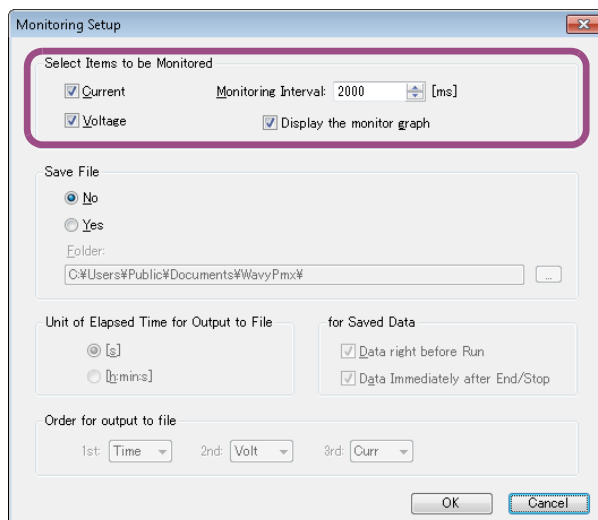 Monitoring Setup
Select Items to be Monitored
Current Monitoring Interval: 2000 [ms]
Voltage Display the monitor graph
Save File
No
Yes
Folder:
C:¥Users¥Public¥Documents¥WavyPmx¥ ...
Unit of Elapsed Time for Output to File for Saved Data
[s] Data right before Run
[h:min:s] Data Immediately after End/Stop
Order for output to file
1st: Time 2nd: Volt 3rd: Curr
OK Cancel